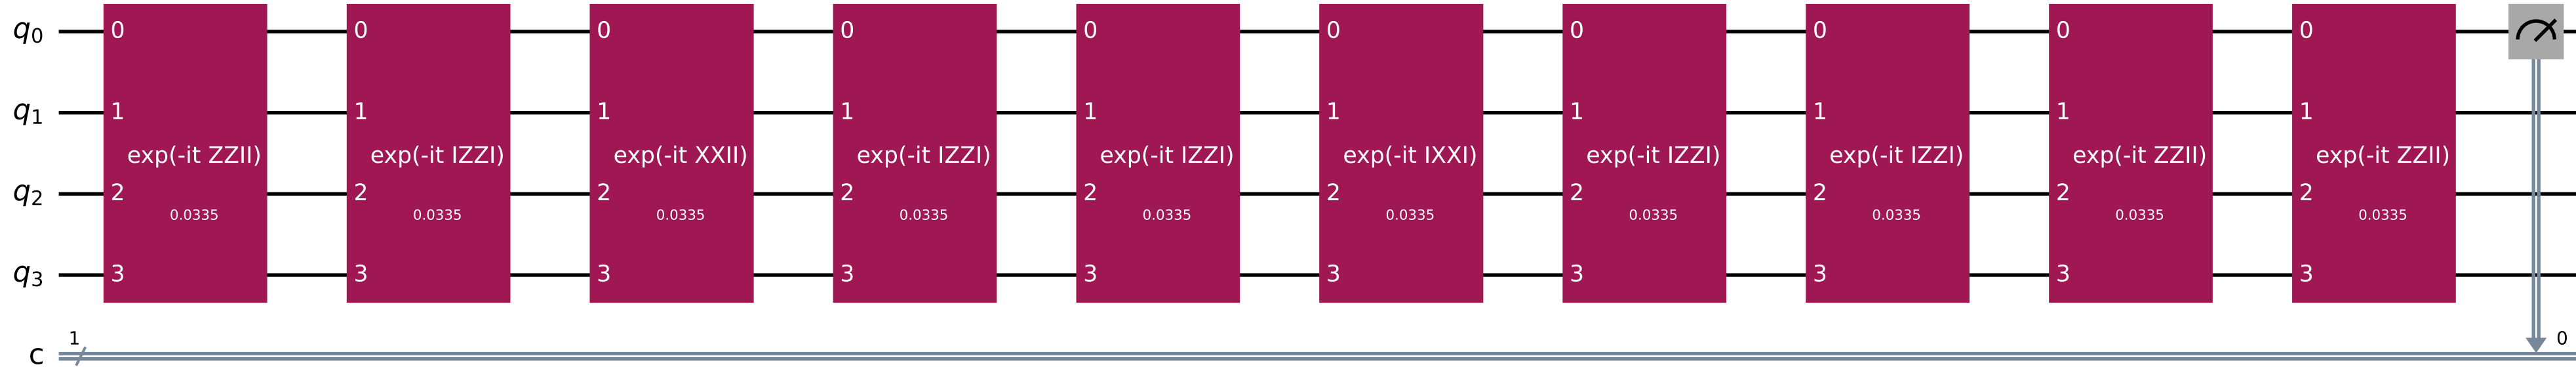 q0 0 0 0 0 0 0 0 0 0 0
q1 1 1 1 1 1 1 1 1 1 1
exp(-it ZZII) exp(-it IZZI) exp(-it XXII) exp(-it IZZI) exp(-it IZZI) exp(-it IXXI) exp(-it IZZI) exp(-it IZZI) exp(-it ZZII) exp(-it ZZII)
q2 2 2 2 2 2 2 2 2 2 2
0.0335 0.0335 0.0335 0.0335 0.0335 0.0335 0.0335 0.0335 0.0335 0.0335
q3 3 3 3 3 3 3 3 3 3 3
1 0
c